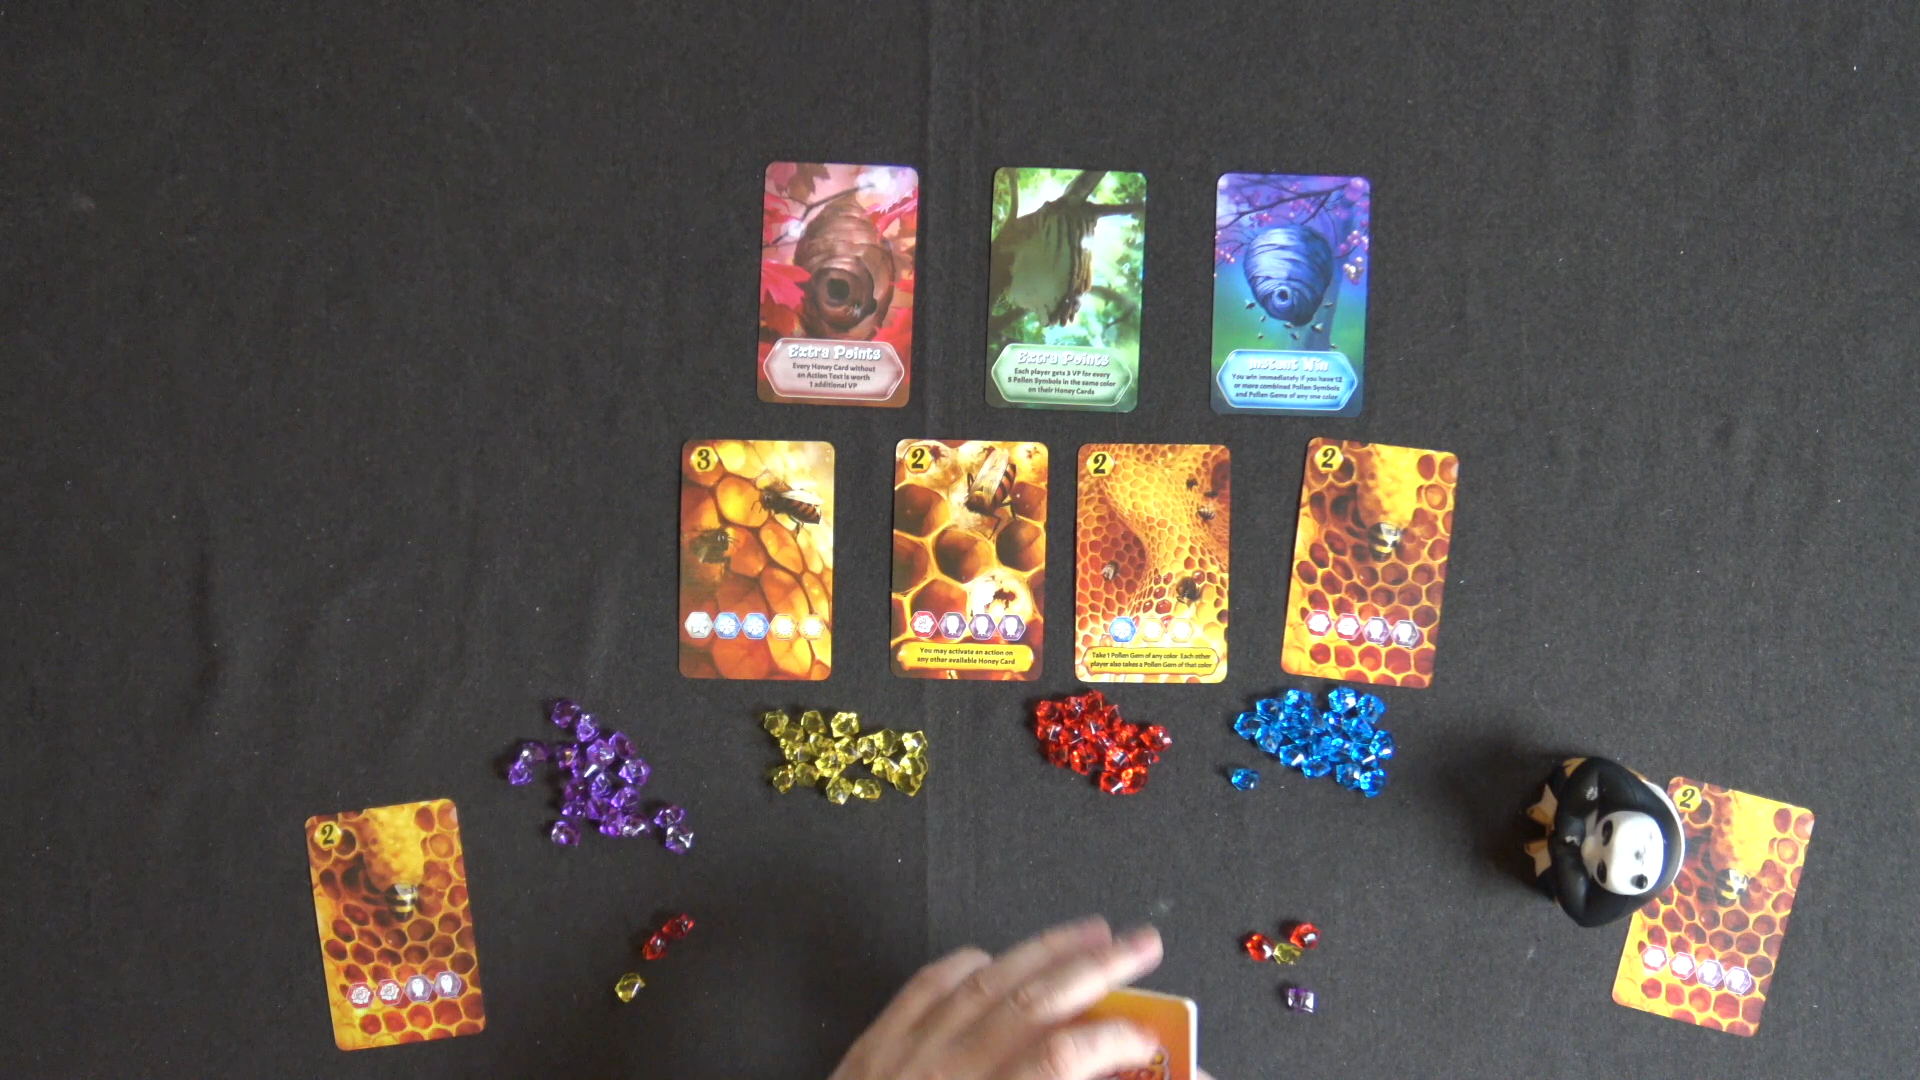 Extra Points
Every Honey Card without
an Action Text is worth
1 additional VP
Extra Points
Each player gets 3 VP for every
5 Pollen Symbols in the same color
on their Honey Cards
Instant Win
You win immediately if you have 12
or more combined Pollen Symbols
and Pollen Gems of any one color
3
2
2
2
You may activate an action on
any other available Honey Card
Take 1 Pollen Gem of any color. Each other
player also takes a Pollen Gem of that color
2
2